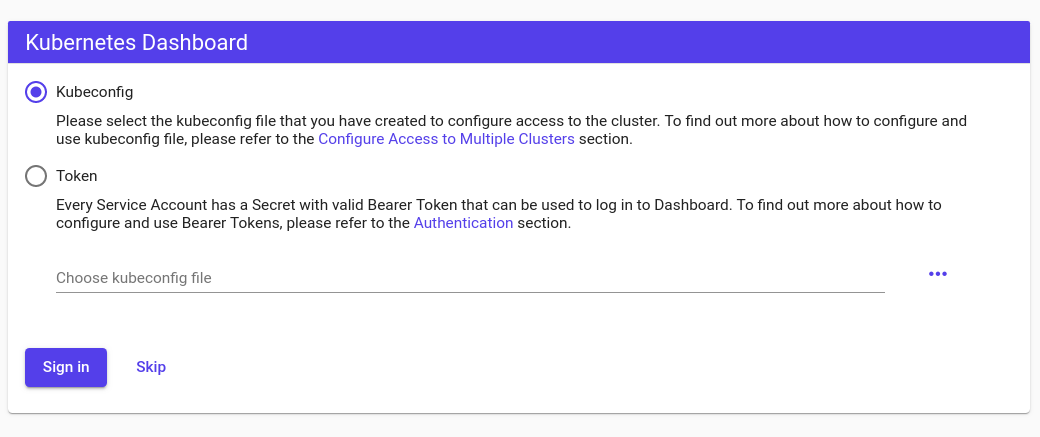 Kubernetes Dashboard
Kubeconfig
Please select the kubeconfig file that you have created to configure access to the cluster. To find out more about how to configure and
use kubeconfig file, please refer to the Configure Access to Multiple Clusters section.
Token
Every Service Account has a Secret with valid Bearer Token that can be used to log in to Dashboard. To find out more about how to
configure and use Bearer Tokens, please refer to the Authentication section.
Choose kubeconfig file
Sign in
Skip